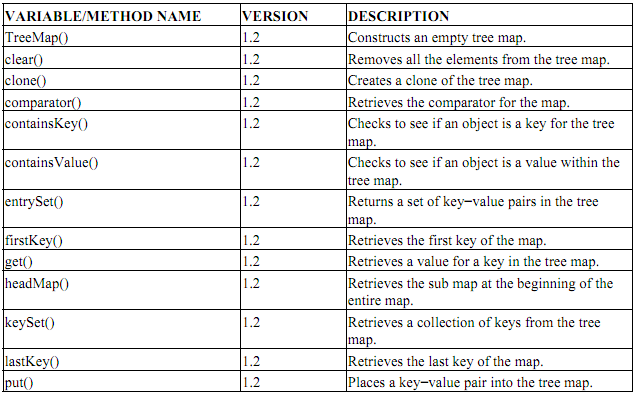 VARIABLE/METHOD NAME VERSION DESCRIPTION
TreeMap() 1.2 Constructs an empty tree map.
clear() 1.2 Removes all the elements from the tree map.
clone() 1.2 Creates a clone of the tree map.
comparator() 1.2 Retrieves the comparator for the map.
containsKey() 1.2 Checks to see if an object is a key for the tree
map.
containsValue() 1.2 Checks to see if an object is a value within the
tree map.
entrySet() 1.2 Returns a set of key−value pairs in the tree
map.
firstKey() 1.2 Retrieves the first key of the map.
get() 1.2 Retrieves a value for a key in the tree map.
headMap() 1.2 Retrieves the sub map at the beginning of the
entire map.
keySet() 1.2 Retrieves a collection of keys from the tree
map.
lastKey() 1.2 Retrieves the last key of the map.
put() 1.2 Places a key−value pair into the tree map.